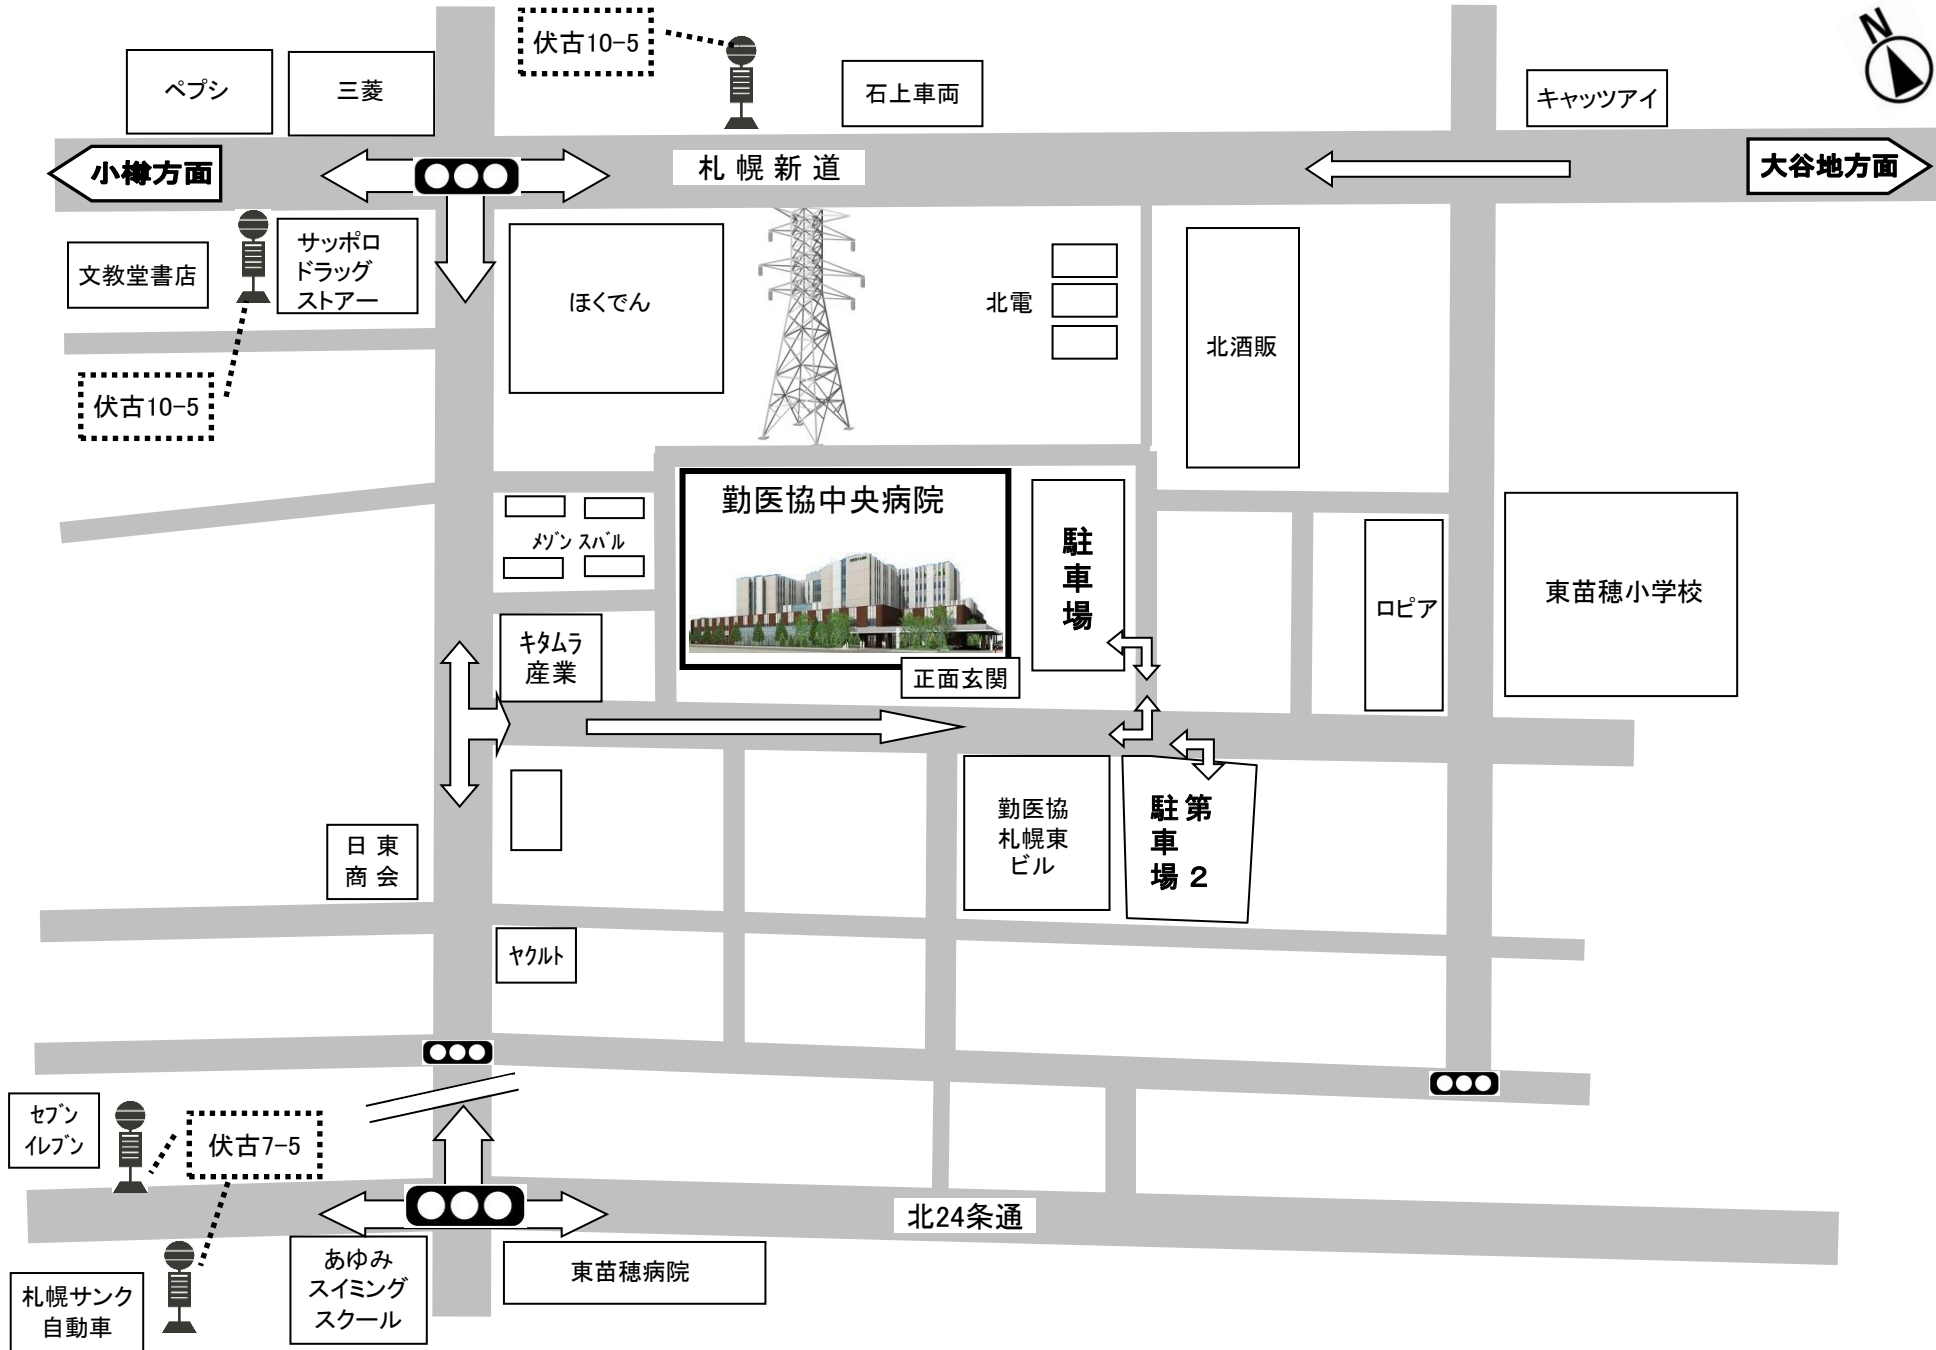 N
伏古10-5
ペプシ
三菱
石上車両
キャッツアイ
小樽方面
札幌新道
大谷地方面
文教堂書店
サッポロ
ドラッグ
ストアー
ほくでん
北電
北酒販
伏古10-5
勤医協中央病院
メゾン スバル
駐車場
ロピア
東苗穂小学校
キタムラ
産業
正面玄関
日東
商会
勤医協
札幌東
ビル
第2
駐車場
ヤクルト
セブン
イレブン
伏古7-5
北24条通
札幌サンク
自動車
あゆみ
スイミング
スクール
東苗穂病院